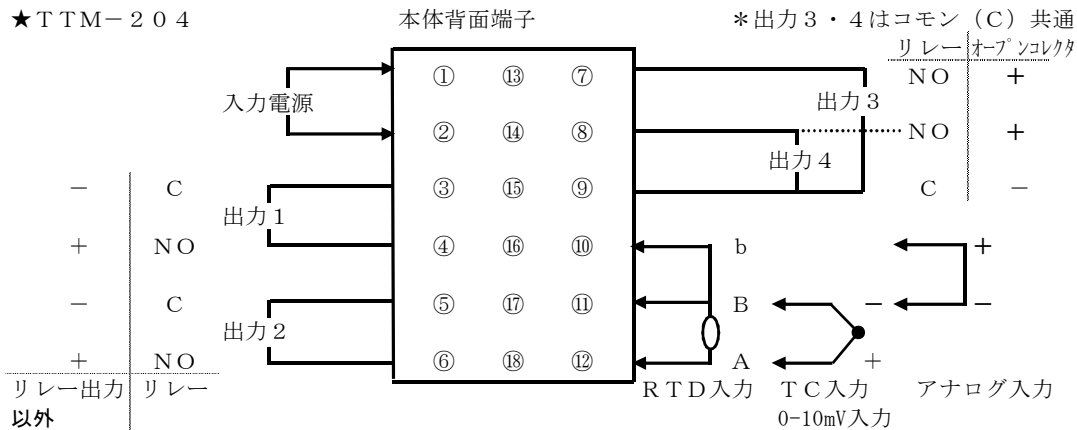 ★TTM－204 本体背面端子 ＊出力3・4はコモン（C）共通
リレー オープンコレクタ
① ⑬ ⑦ NO ＋
入力電源 出力3
② ⑭ ⑧ NO ＋
出力4
－ C ③ ⑮ ⑨ C －
出力1
＋ NO ④ ⑯ ⑩ b ＋
－ C ⑤ ⑰ ⑪ B － －
出力2
＋ NO ⑥ ⑱ ⑫ A ＋
リレー出力 リレー RTD入力 TC入力 アナログ入力
以外 0-10mV入力